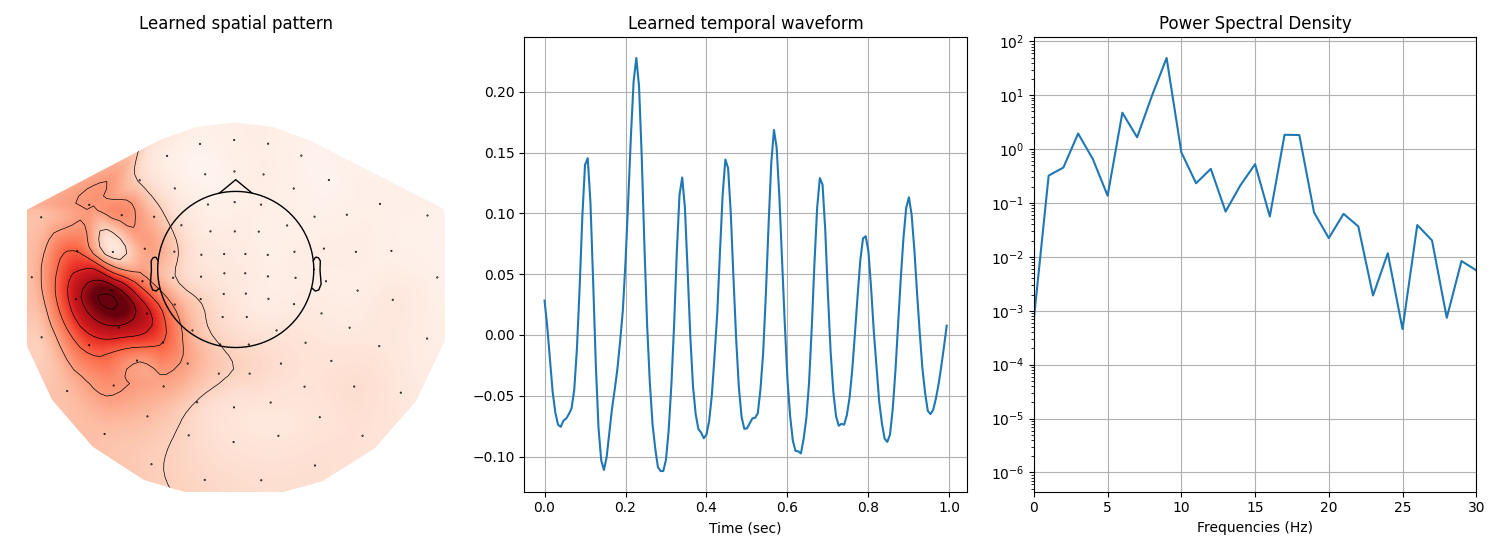 Learned spatial pattern
Learned temporal waveform
0.20
0.15
0.10
0.05
0.00
−0.05
−0.10
0.0 0.2 0.4 0.6 0.8 1.0
Time (sec)
Power Spectral Density
10²
10¹
10⁰
10⁻¹
10⁻²
10⁻³
10⁻⁴
10⁻⁵
10⁻⁶
0 5 10 15 20 25 30
Frequencies (Hz)